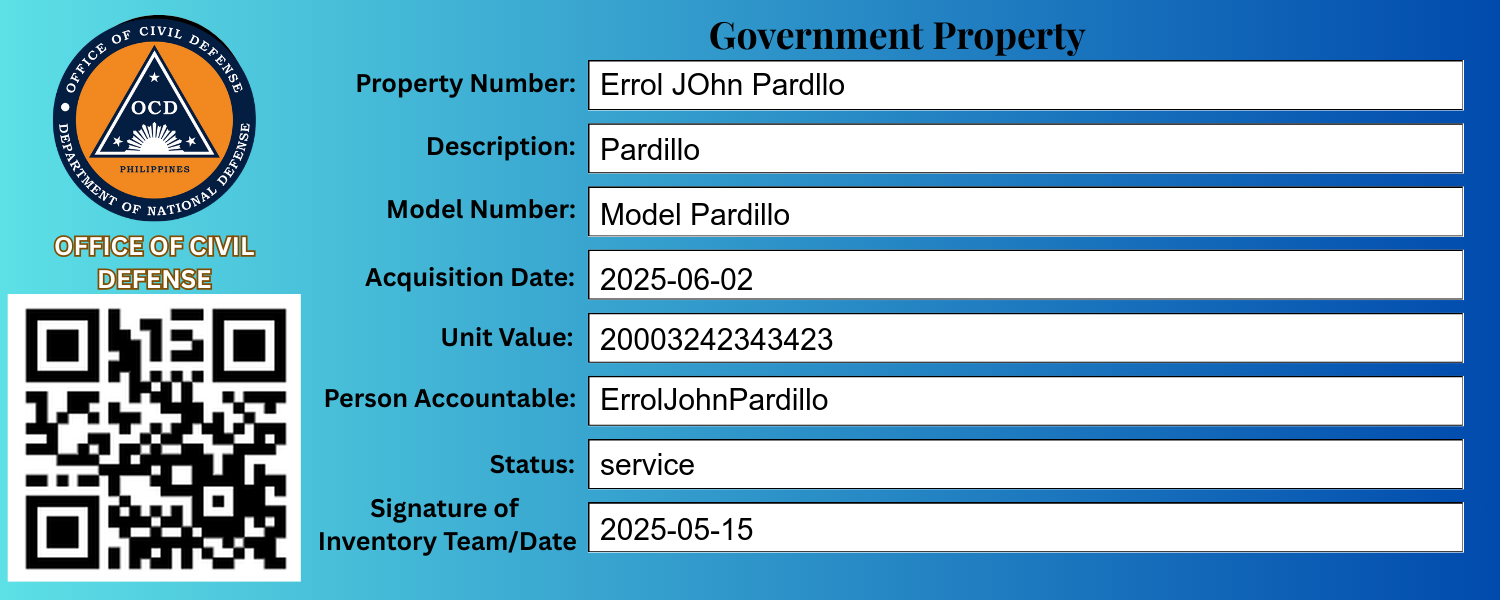 OFFICE OF CIVIL DEFENSE
OCD
PHILIPPINES
DEPARTMENT OF NATIONAL DEFENSE
OFFICE OF CIVIL
DEFENSE
Government Property
Property Number: Errol JOhn Pardllo
Description: Pardillo
Model Number: Model Pardillo
Acquisition Date: 2025-06-02
Unit Value: 20003242343423
Person Accountable: ErrolJohnPardillo
Status: service
Signature of
Inventory Team/Date 2025-05-15